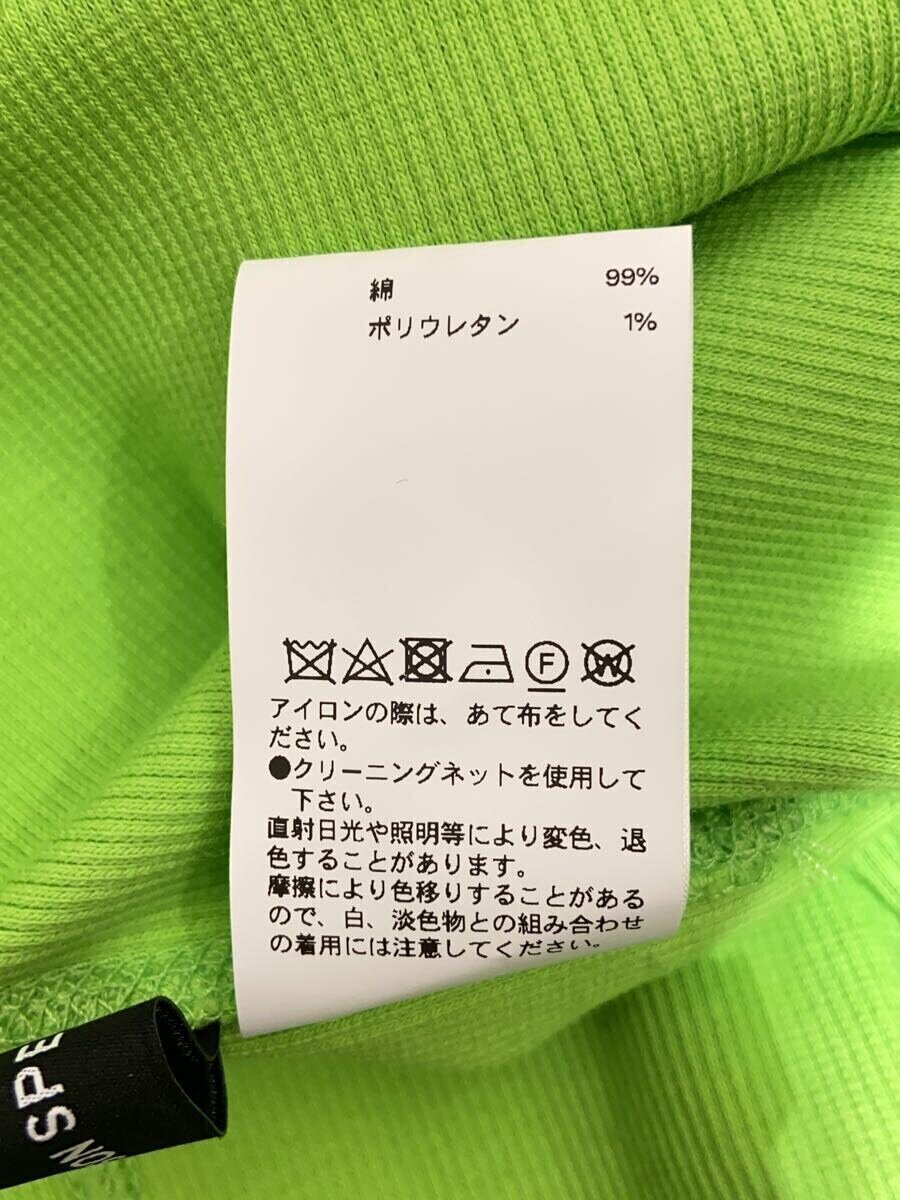 綿 99%
ポリウレタン 1%
F
W
アイロンの際は、あて布をしてく
ださい。
●クリーニングネットを使用して
下さい。
直射日光や照明等により変色、退
色することがあります。
摩擦により色移りすることがある
ので、白、淡色物との組み合わせ
の着用には注意してください。
SPE
NOO